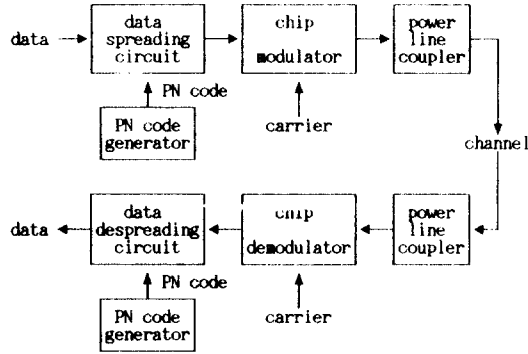 data
data
spreading
circuit
chip
modulator
power
line
coupler
PN code
PN code
generator
carrier
channel
data
data
despreading
circuit
chip
demodulator
power
line
coupler
PN code
PN code
generator
carrier